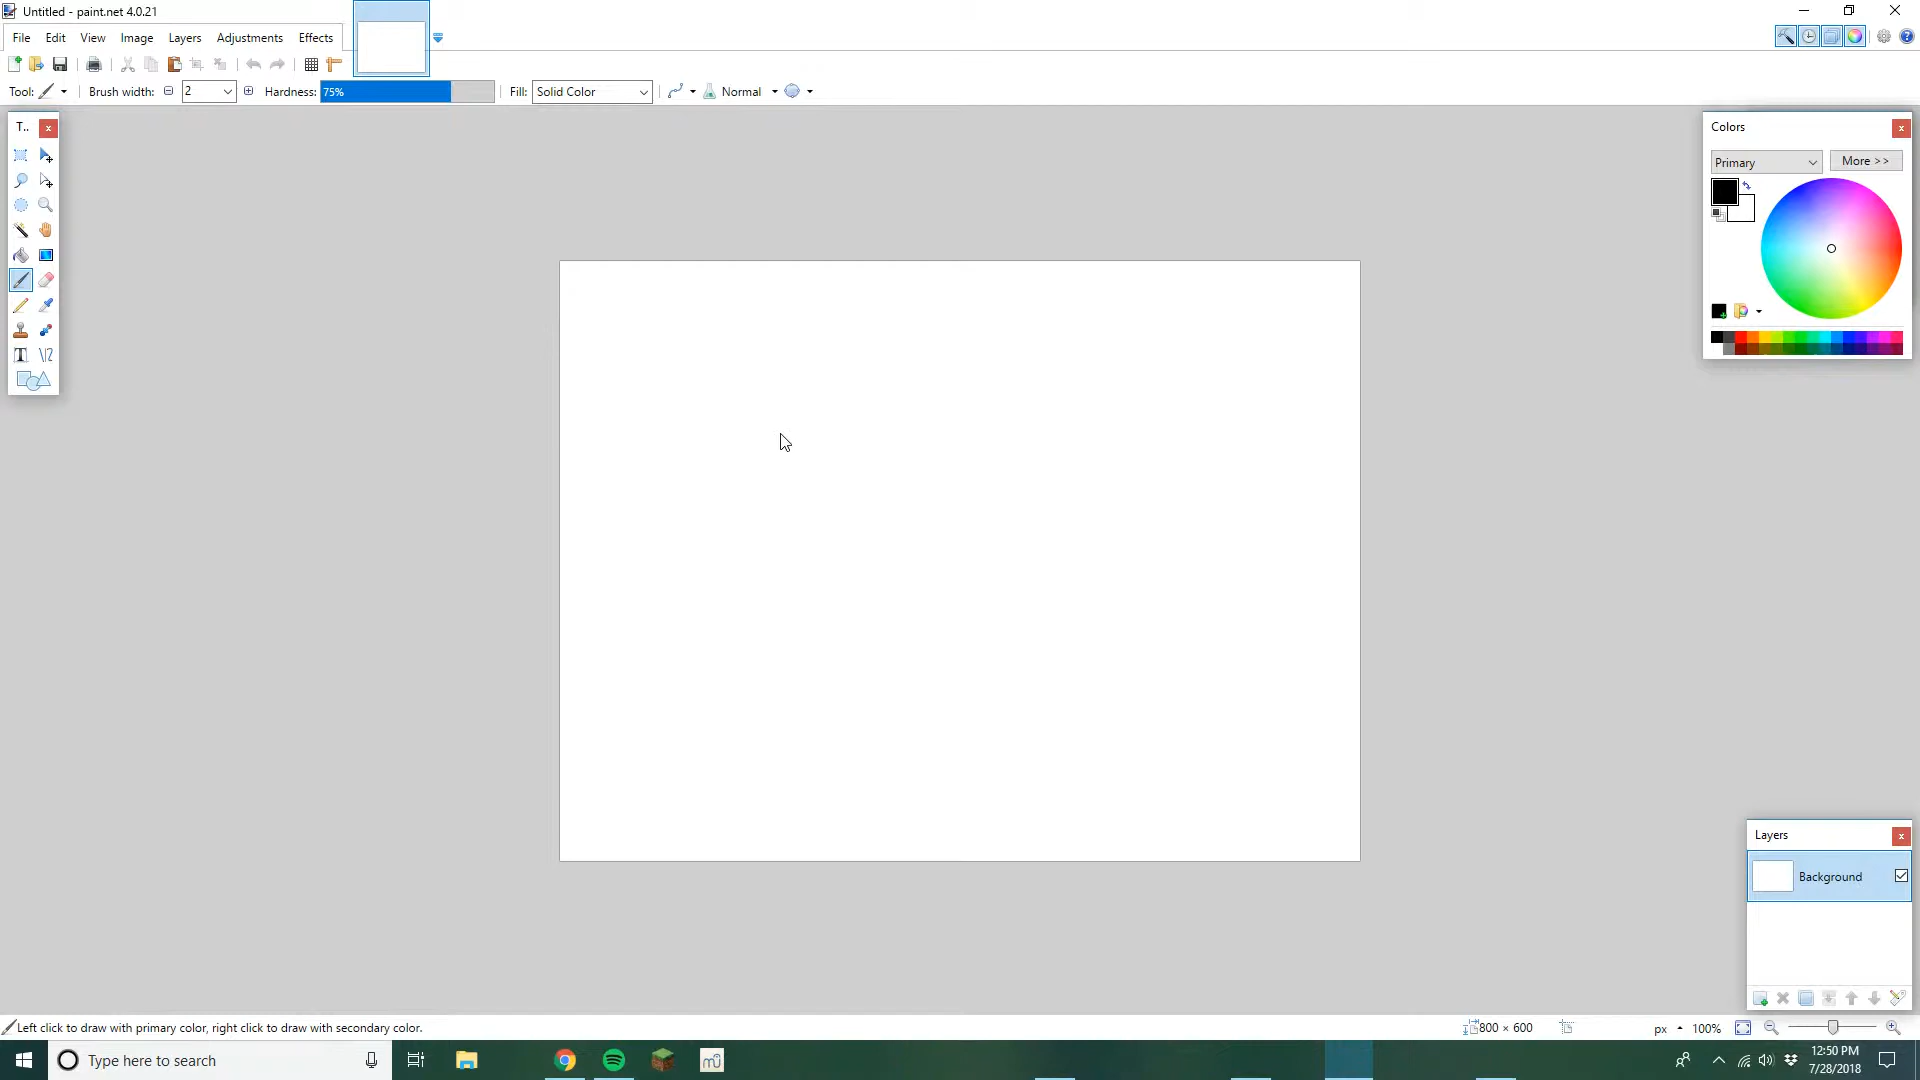 Untitled - paint.net 4.0.21
File Edit View Image Layers Adjustments Effects
Tool: Brush width: 2 Hardness: 75% Fill: Solid Color Normal
T..
Colors
Primary More >>
Layers
Background
Left click to draw with primary color, right click to draw with secondary color.
800 × 600 px 100%
Type here to search
mü
12:50 PM
7/28/2018